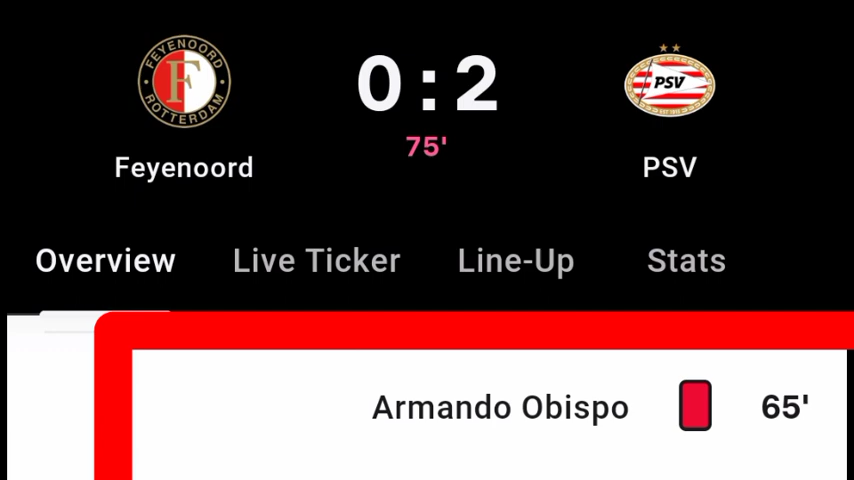 FEYENOORD
F
ROTTERDAM
0:2
PSV
75'
Feyenoord
PSV
Overview Live Ticker Line-Up Stats
Armando Obispo 65'